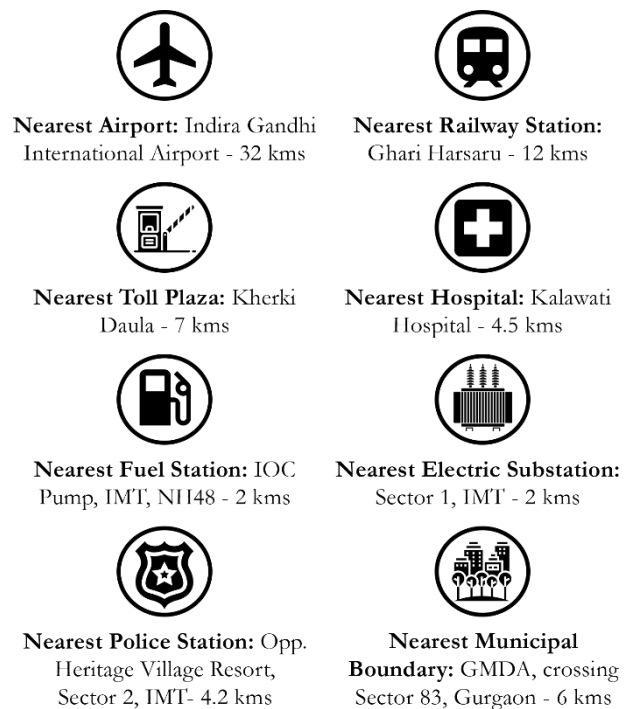 Nearest Airport: Indira Gandhi
International Airport - 32 kms
Nearest Railway Station:
Ghari Harsaru - 12 kms
Nearest Toll Plaza: Kherki
Daula - 7 kms
Nearest Hospital: Kalawati
Hospital - 4.5 kms
Nearest Fuel Station: IOC
Pump, IMT, NH48 - 2 kms
Nearest Electric Substation:
Sector 1, IMT - 2 kms
Nearest Police Station: Opp.
Heritage Village Resort,
Sector 2, IMT- 4.2 kms
Nearest Municipal
Boundary: GMDA, crossing
Sector 83, Gurgaon - 6 kms